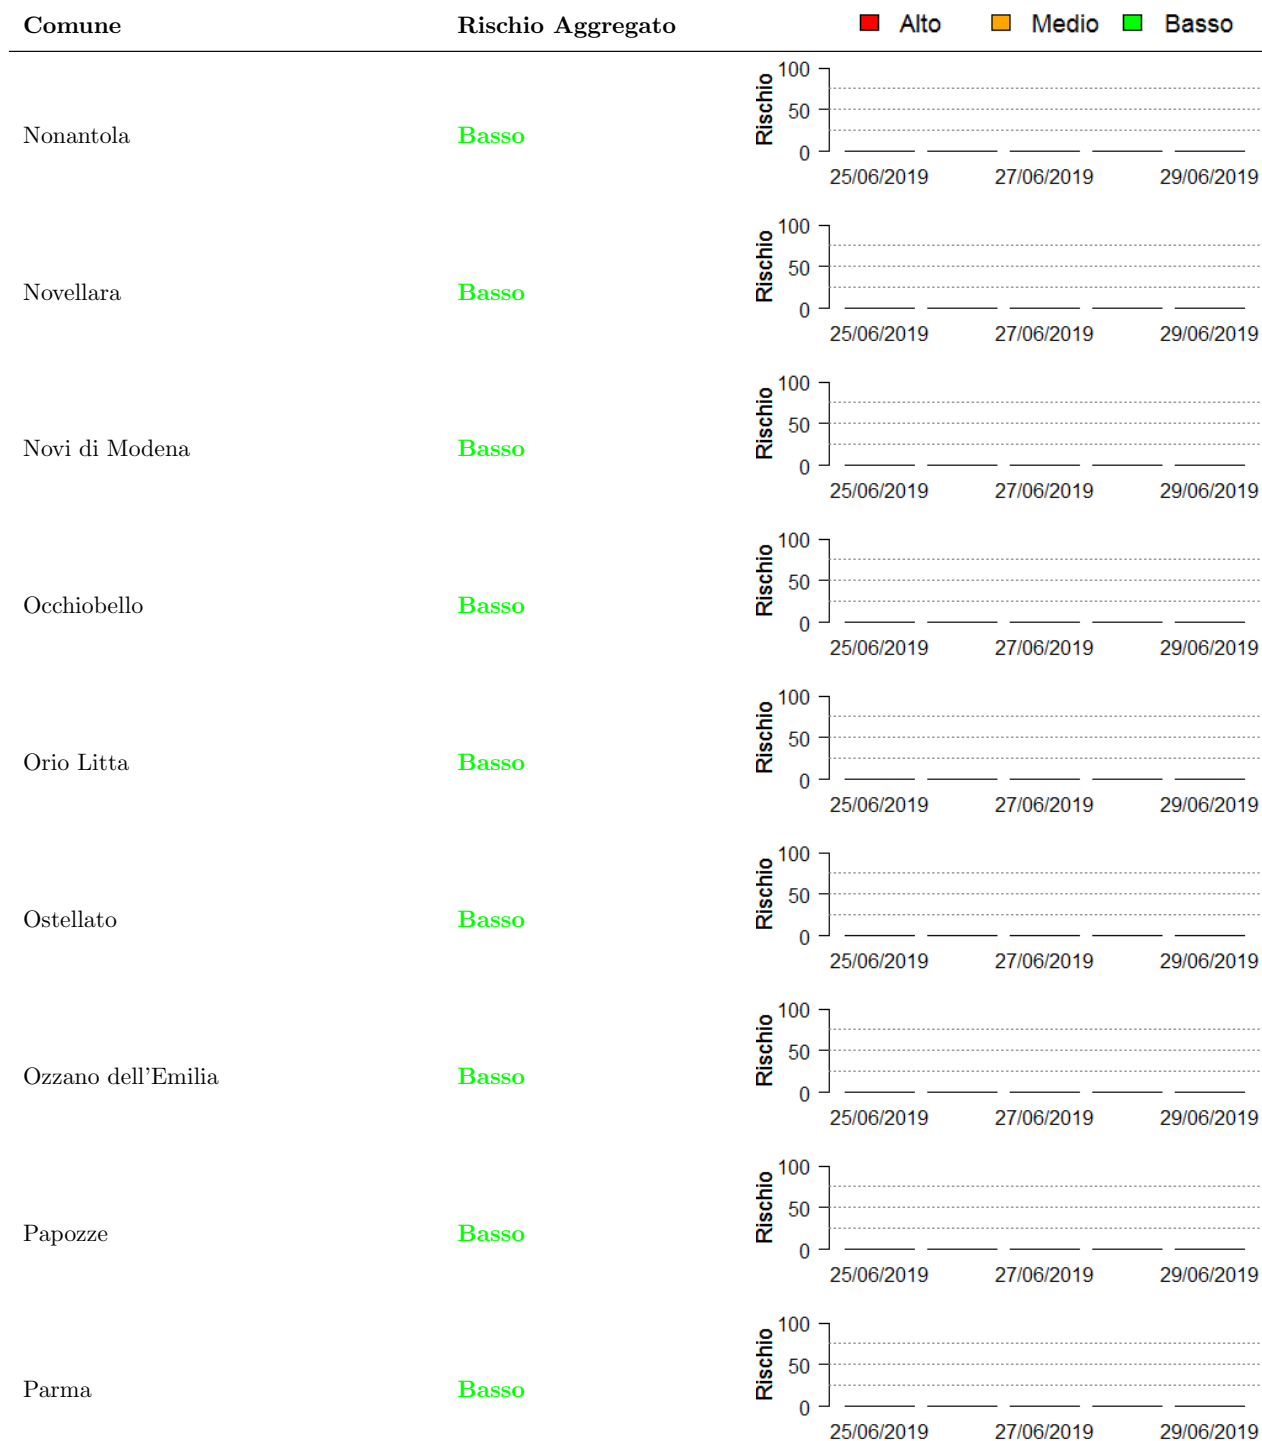 Comune Rischio Aggregato Alto Medio Basso
100
50
0
Rischio
Nonantola Basso
25/06/2019 27/06/2019 29/06/2019
100
50
0
Rischio
Novellara Basso
25/06/2019 27/06/2019 29/06/2019
100
50
0
Rischio
Novi di Modena Basso
25/06/2019 27/06/2019 29/06/2019
100
50
0
Rischio
Occhiobello Basso
25/06/2019 27/06/2019 29/06/2019
100
50
0
Rischio
Orio Litta Basso
25/06/2019 27/06/2019 29/06/2019
100
50
0
Rischio
Ostellato Basso
25/06/2019 27/06/2019 29/06/2019
100
50
0
Rischio
Ozzano dell'Emilia Basso
25/06/2019 27/06/2019 29/06/2019
100
50
0
Rischio
Papozze Basso
25/06/2019 27/06/2019 29/06/2019
100
50
0
Rischio
Parma Basso
25/06/2019 27/06/2019 29/06/2019